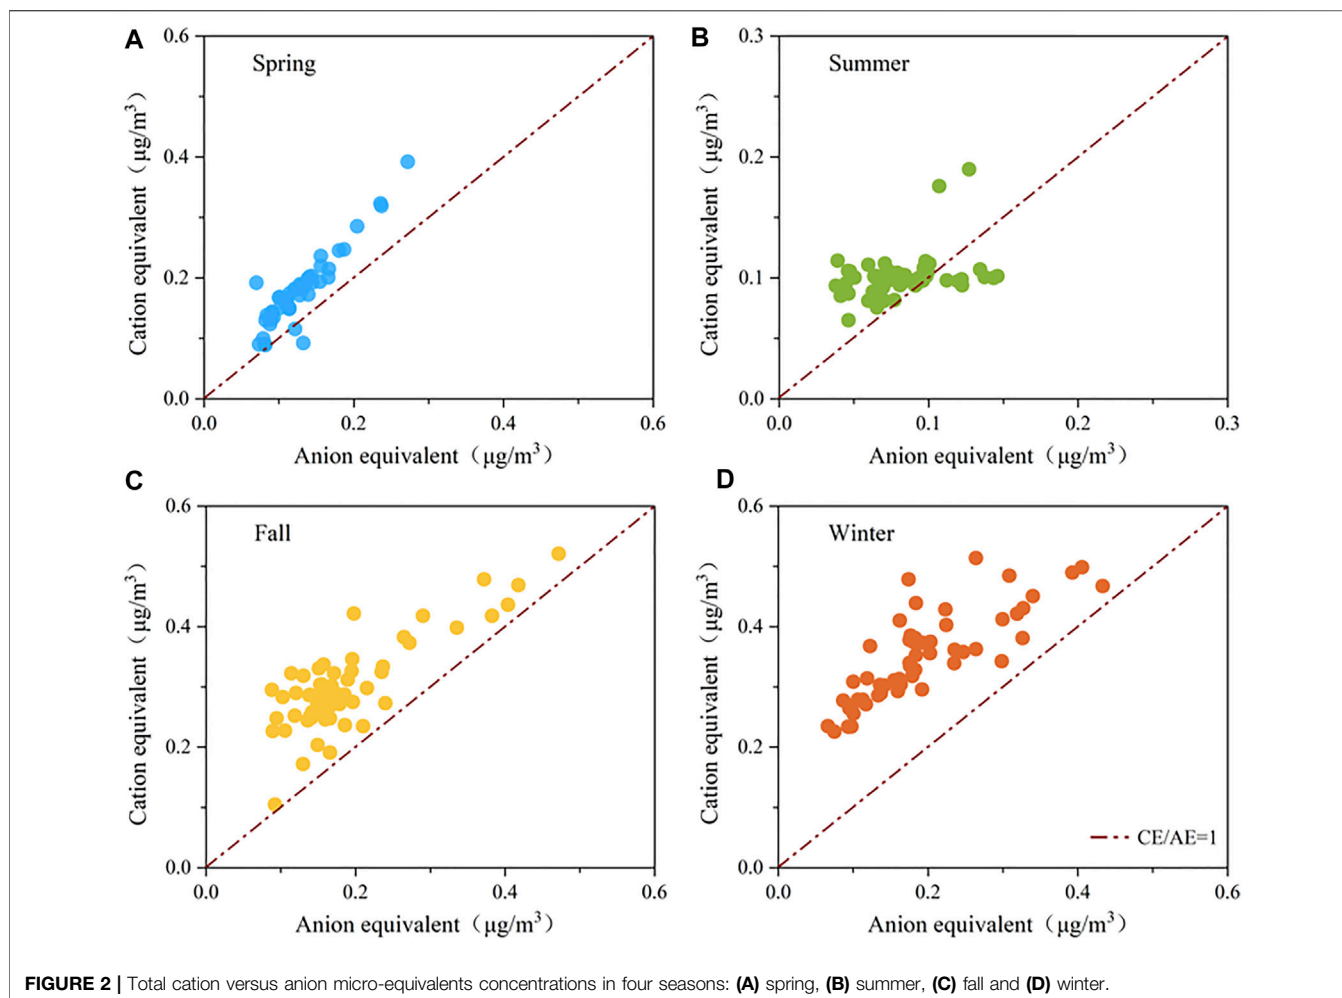 A
Spring
Cation equivalent（μg/m³）
0.6
0.4
0.2
0.0
0.0 0.2 0.4 0.6
Anion equivalent（μg/m³）
B
Summer
Cation equivalent（μg/m³）
0.3
0.2
0.1
0.0
0.0 0.1 0.2 0.3
Anion equivalent（μg/m³）
C
Fall
Cation equivalent（μg/m³）
0.6
0.4
0.2
0.0
0.0 0.2 0.4 0.6
Anion equivalent（μg/m³）
D
Winter
Cation equivalent（μg/m³）
0.6
0.4
0.2
0.0
0.0 0.2 0.4 0.6
Anion equivalent（μg/m³）
CE/AE=1
FIGURE 2 | Total cation versus anion micro-equivalents concentrations in four seasons: (A) spring, (B) summer, (C) fall and (D) winter.